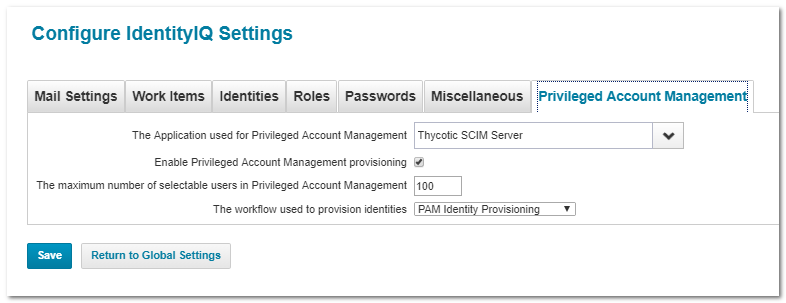 Configure IdentityIQ Settings
Mail Settings Work Items Identities Roles Passwords Miscellaneous Privileged Account Management
The Application used for Privileged Account Management Thycotic SCIM Server
Enable Privileged Account Management provisioning
The maximum number of selectable users in Privileged Account Management 100
The workflow used to provision identities PAM Identity Provisioning
Save Return to Global Settings